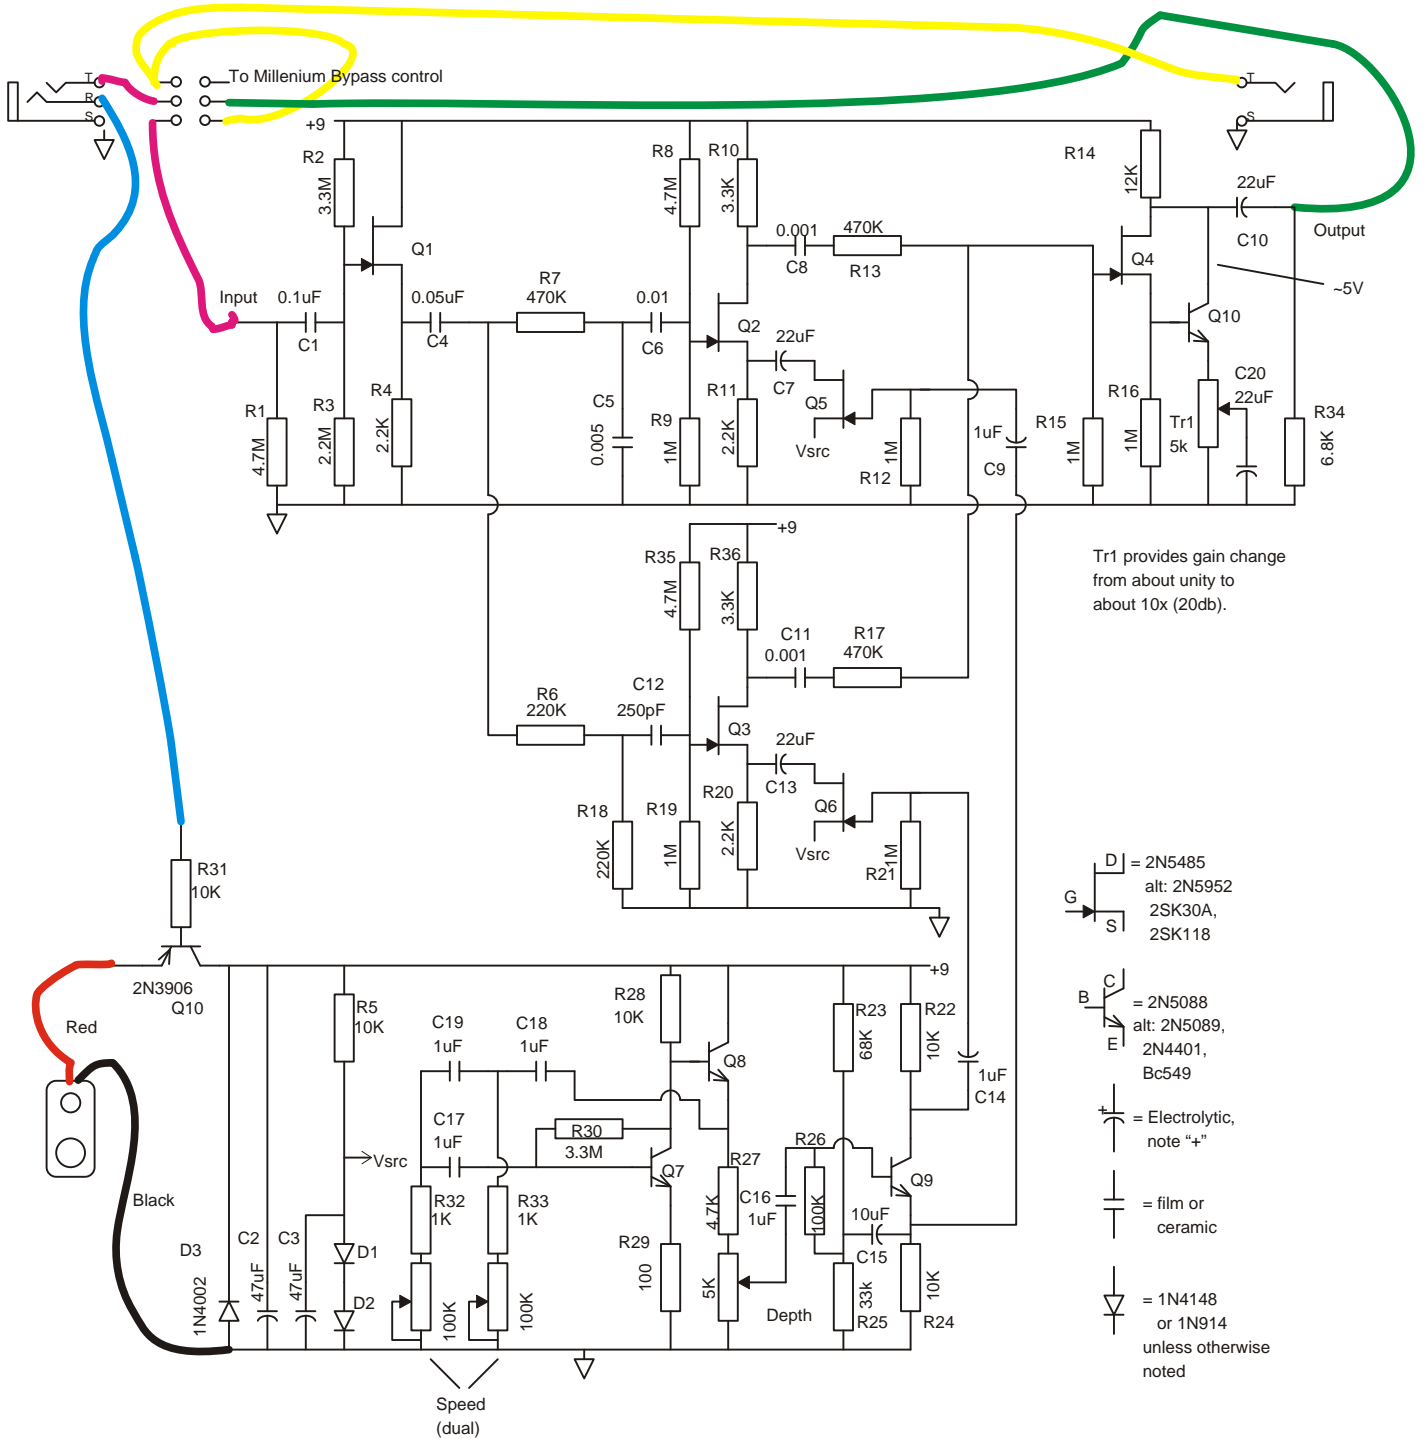 To Millenium Bypass control
T
R
S
T
S
+9
R2
3.3M
R8
4.7M
R10
3.3K
R14
12K
22uF
C10
Output
Q1
0.001
C8
470K
R13
Q4
~5V
Input
0.1uF
C1
0.05uF
C4
R7
470K
0.01
C6
Q2
22uF
C7
Q10
R1
4.7M
R3
2.2M
R4
2.2K
C5
0.005
R9
1M
R11
2.2K
Q5
Vsrc
R12
1M
1uF
C9
R15
1M
R16
1M
Tr1
5k
C20
22uF
R34
6.8K
+9
R35
4.7M
R36
3.3K
Tr1 provides gain change
from about unity to
about 10x (20db).
C11
0.001
R17
470K
R6
220K
C12
250pF
Q3
22uF
C13
R18
220K
R19
1M
R20
2.2K
Q6
Vsrc
R21
1M
R31
10K
D
G
S
= 2N5485
alt: 2N5952
2SK30A,
2SK118
2N3906
Q10
+9
Red
R5
10K
C19
1uF
C18
1uF
R28
10K
Q8
R23
68K
R22
10K
1uF
C14
C
B
E
= 2N5088
alt: 2N5089,
2N4401,
Bc549
C17
1uF
R30
3.3M
Vsrc
Q7
R27
4.7K
R26
100K
C16
1uF
Q9
+
= Electrolytic,
note “+”
Black
R32
1K
R33
1K
10uF
C15
= film or
ceramic
D3
1N4002
C2
47uF
C3
47uF
D1
D2
100K
100K
R29
100
5K
Depth
33k
R25
10K
R24
= 1N4148
or 1N914
unless otherwise
noted
Speed
(dual)